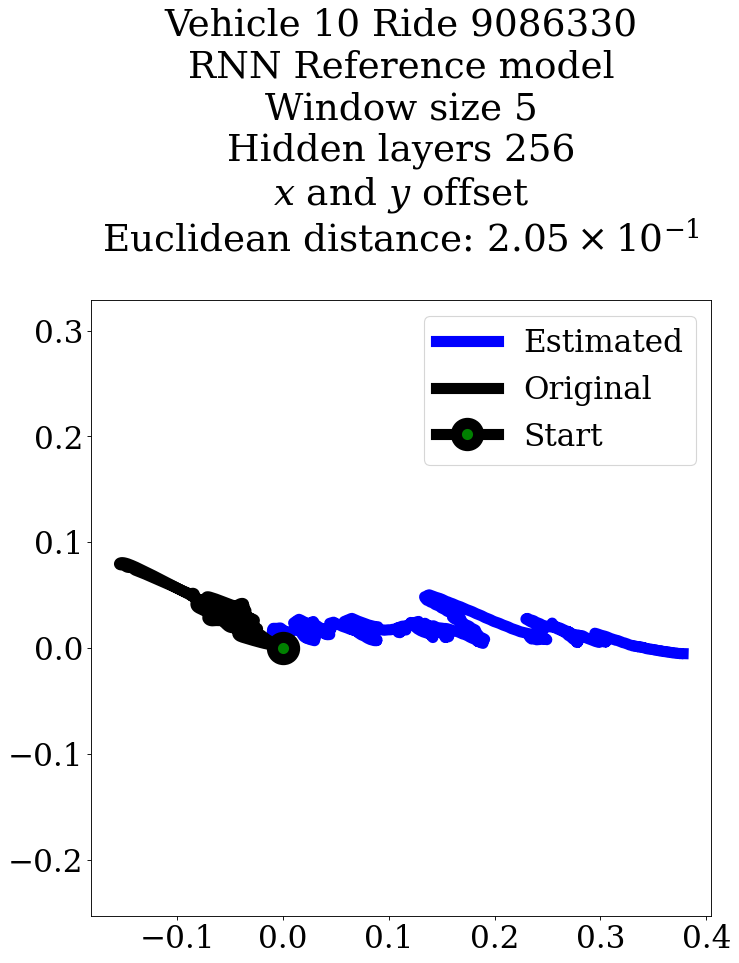 Vehicle 10 Ride 9086330
RNN Reference model
Window size 5
Hidden layers 256
x and y offset
Euclidean distance: 2.05 × 10⁻¹
Estimated
Original
Start
0.3
0.2
0.1
0.0
−0.1
−0.2
−0.1 0.0 0.1 0.2 0.3 0.4